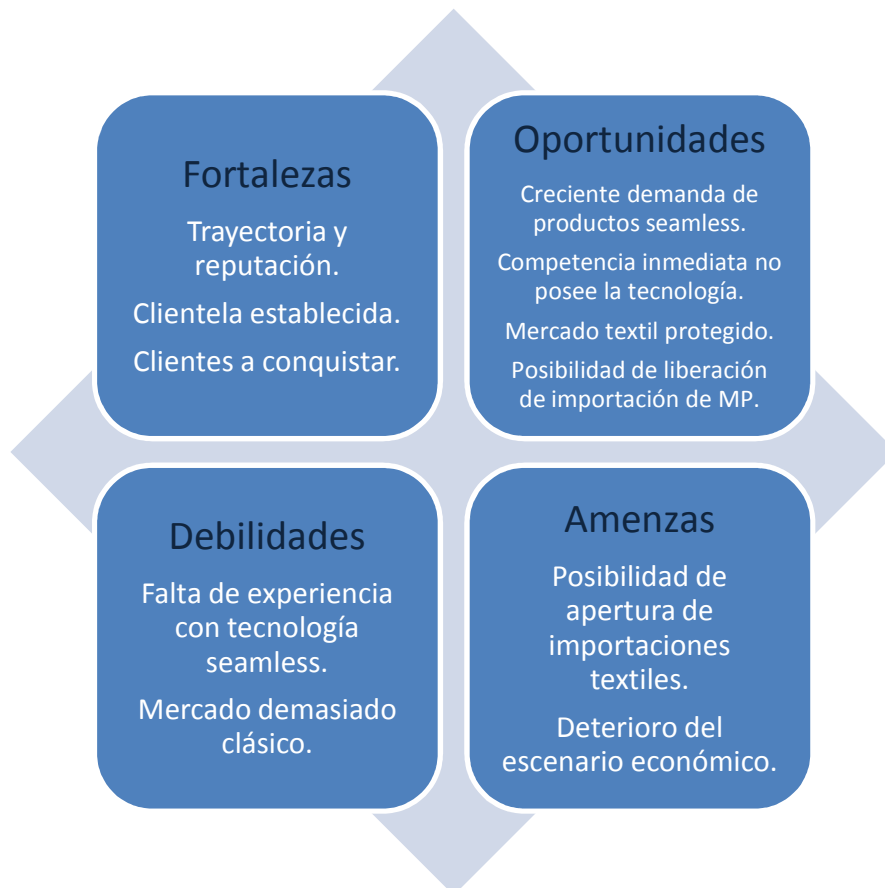 Fortalezas
Trayectoria y
reputación.
Clientela establecida.
Clientes a conquistar.
Oportunidades
Creciente demanda de
productos seamless.
Competencia inmediata no
posee la tecnología.
Mercado textil protegido.
Posibilidad de liberación
de importación de MP.
Debilidades
Falta de experiencia
con tecnología
seamless.
Mercado demasiado
clásico.
Amenzas
Posibilidad de
apertura de
importaciones
textiles.
Deterioro del
escenario económico.